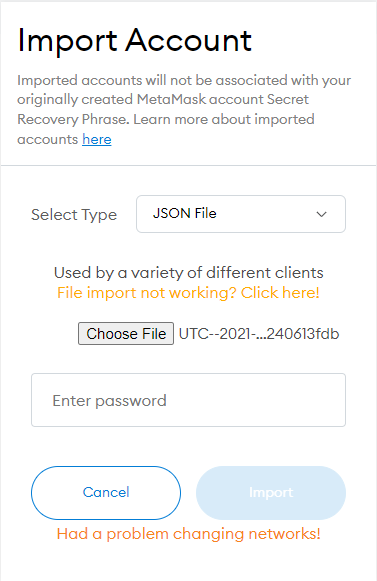 Import Account
Imported accounts will not be associated with your
originally created MetaMask account Secret
Recovery Phrase. Learn more about imported
accounts here
Select Type JSON File
Used by a variety of different clients
File import not working? Click here!
Choose File UTC--2021-...240613fdb
Enter password
Cancel Import
Had a problem changing networks!